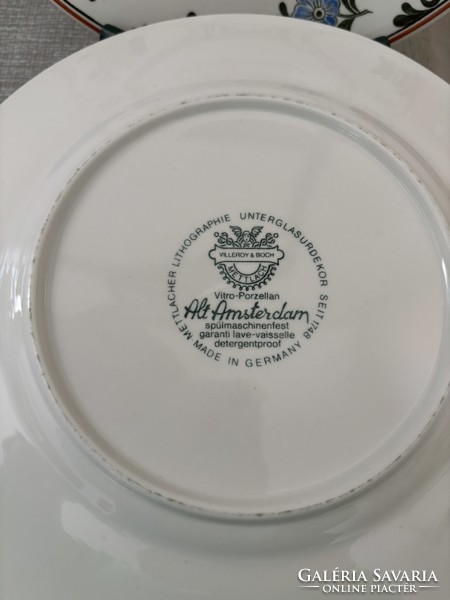 METTLACHER LITHOGRAPHIE UNTERGLASURDEKOR SEIT 1748
VILLEROY & BOCH
METTLACH
Vitro-Porzellan
Alt Amsterdam
spülmaschinenfest
garanti lave-vaisselle
detergentproof
MADE IN GERMANY
GALÉRIA SAVARIA
ONLINE PIACTÉR